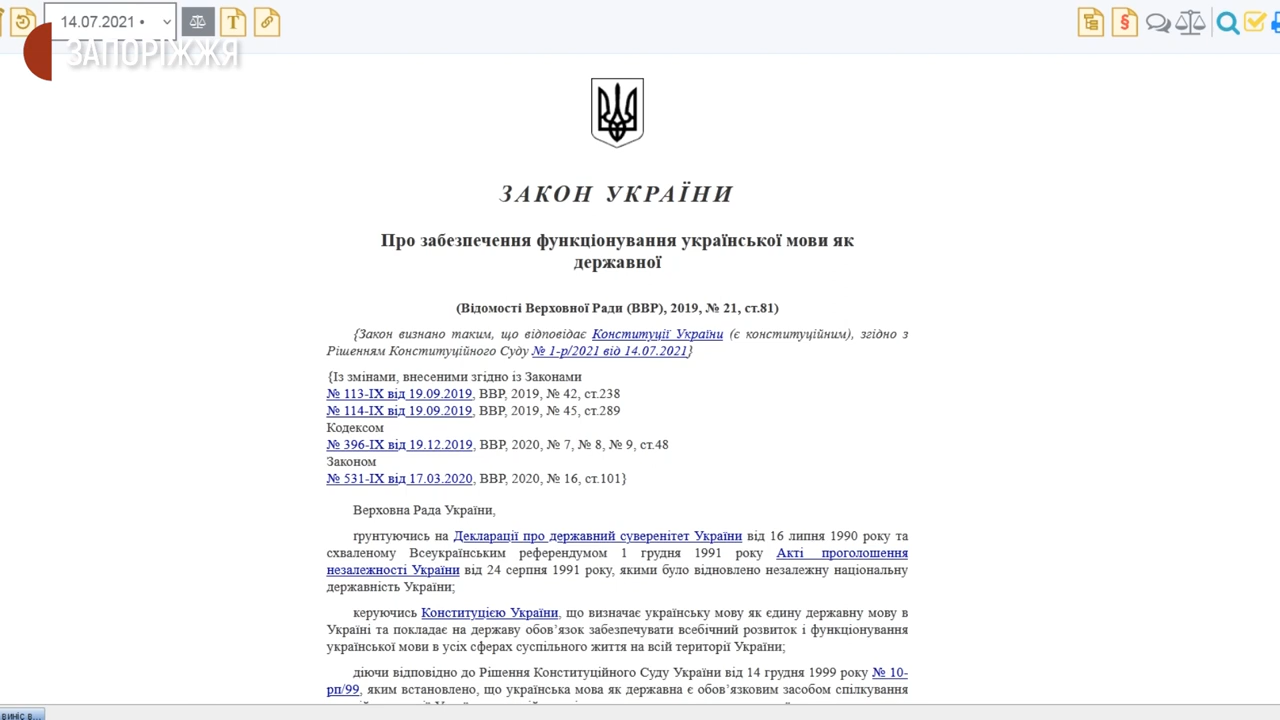 14.07.2021 •
T
§
ЗАПОРІЖЖЯ
ЗАКОН УКРАЇНИ
Про забезпечення функціонування української мови як
державної
(Відомості Верховної Ради (ВВР), 2019, № 21, ст.81)
{Закон визнано таким, що відповідає Конституції України (є конституційним), згідно з
Рішенням Конституційного Суду № 1-р/2021 від 14.07.2021}
{Із змінами, внесеними згідно із Законами
№ 113-IX від 19.09.2019, ВВР, 2019, № 42, ст.238
№ 114-IX від 19.09.2019, ВВР, 2019, № 45, ст.289
Кодексом
№ 396-IX від 19.12.2019, ВВР, 2020, № 7, № 8, № 9, ст.48
Законом
№ 531-IX від 17.03.2020, ВВР, 2020, № 16, ст.101}
Верховна Рада України,
ґрунтуючись на Декларації про державний суверенітет України від 16 липня 1990 року та
схваленому Всеукраїнським референдумом 1 грудня 1991 року Акті проголошення
незалежності України від 24 серпня 1991 року, якими було відновлено незалежну національну
державність України;
керуючись Конституцією України, що визначає українську мову як єдину державну мову в
Україні та покладає на державу обов’язок забезпечувати всебічний розвиток і функціонування
української мови в усіх сферах суспільного життя на всій території України;
діючи відповідно до Рішення Конституційного Суду України від 14 грудня 1999 року № 10-
рп/99, яким встановлено, що українська мова як державна є обов’язковим засобом спілкування
виніс в...